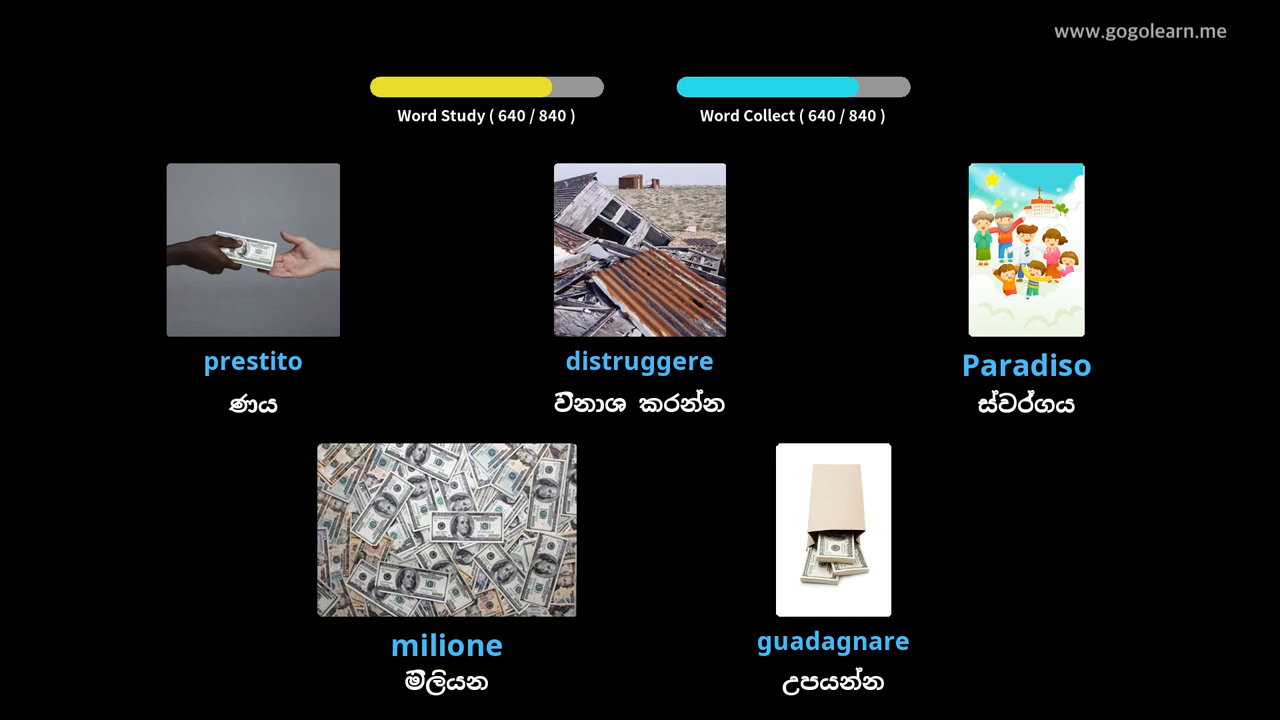 www.gogolearn.me
Word Study ( 640 / 840 )
Word Collect ( 640 / 840 )
prestito
ණය
distruggere
විනාශ කරන්න
Paradiso
ස්වර්ගය
milione
මිලියන
guadagnare
උපයන්න